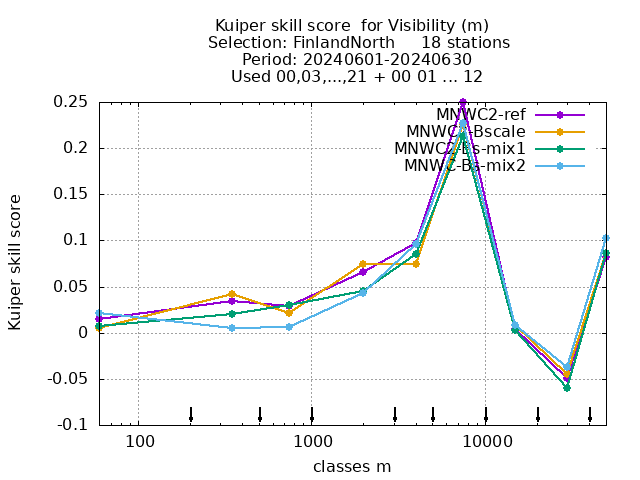 Kuiper skill score  for Visibility (m)
Selection: FinlandNorth     18 stations
Period: 20240601-20240630
Used 00,03,...,21 + 00 01 ... 12
0.25
0.2
0.15
0.1
0.05
0
-0.05
-0.1
Kuiper skill score
MNWC2-ref
MNWC2-Bscale
MNWC2-Bs-mix1
MNWC-Bs-mix2
100
1000
10000
classes m